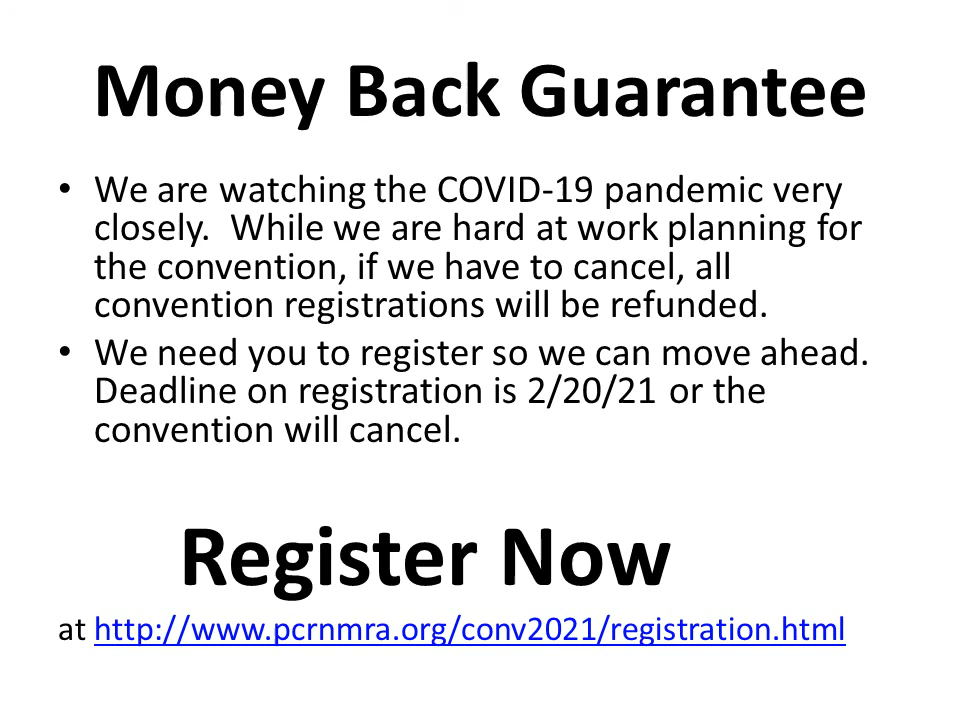 Money Back Guarantee
• We are watching the COVID-19 pandemic very
closely.  While we are hard at work planning for
the convention, if we have to cancel, all
convention registrations will be refunded.
• We need you to register so we can move ahead.
Deadline on registration is 2/20/21 or the
convention will cancel.
Register Now
at http://www.pcrnmra.org/conv2021/registration.html